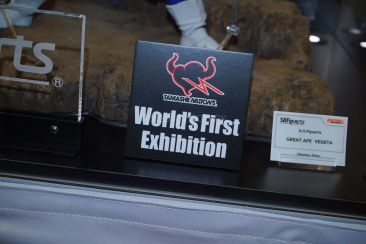 rts®
TAMASHII NATIONS
World's First
Exhibition
S.H.Figuarts
S.H.Figuarts
GREAT APE VEGETA